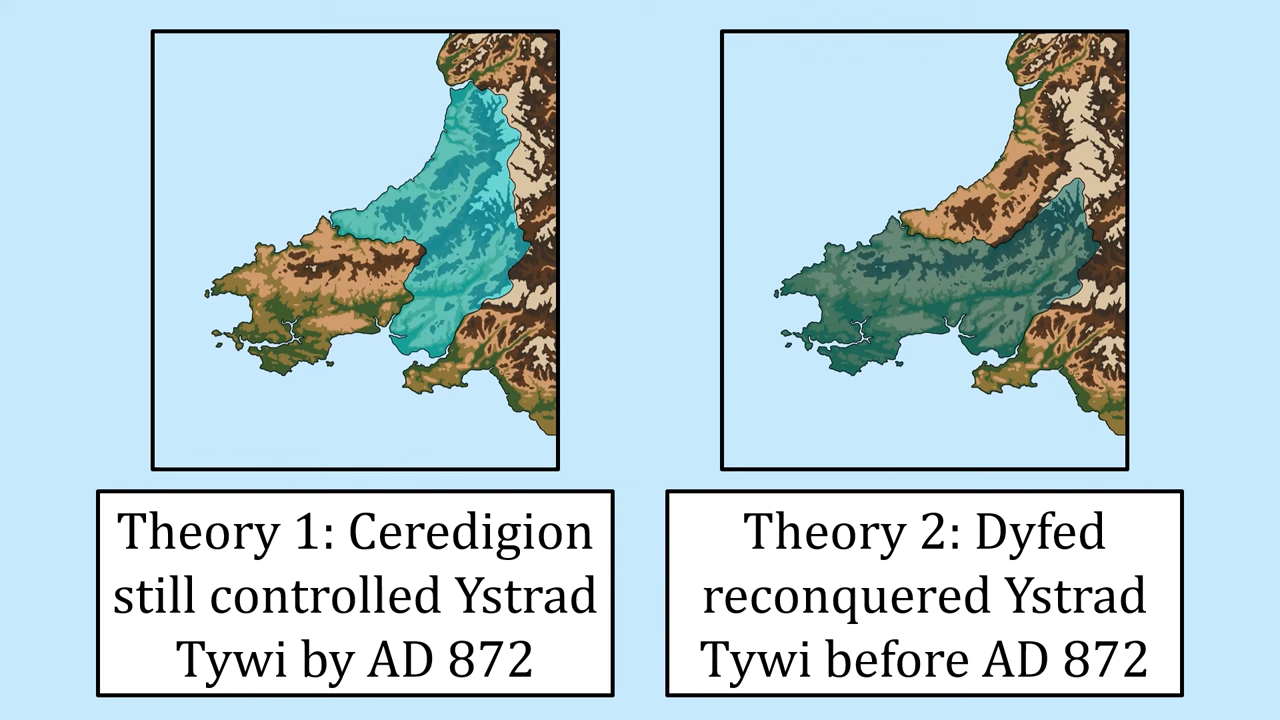 Theory 1: Ceredigion
still controlled Ystrad
Tywi by AD 872
Theory 2: Dyfed
reconquered Ystrad
Tywi before AD 872